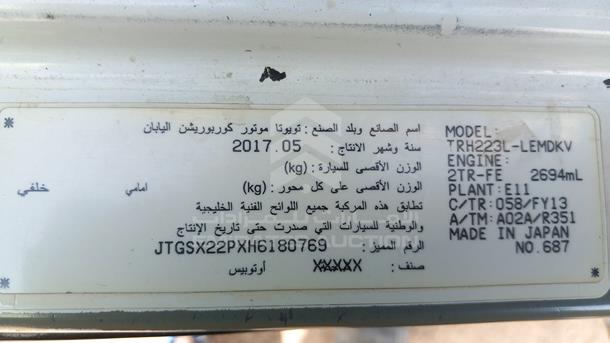 اسم الصانع وبلد الصنع: تويوتا موتور كوربوريشن اليابان
سنة وشهر الانتاج: 2017.05
الوزن الأقصى للسيارة: (kg)
الوزن الأقصى على كل محور: (kg) امامي خلفي
تطابق هذه المركبة جميع اللوائح الفنية الخليجية
والوطنية للسيارات التي صدرت حتى تاريخ الإنتاج
الرقم المميز: JTGSX22PXH6180769
صنف: XXXXX أوتوبيس
MODEL:
TRH223L-LEMDKV
ENGINE:
2TR-FE 2694mL
PLANT: E11
C/TR: 058/FY13
A/TM: A02A/R351
MADE IN JAPAN
NO. 687
الإمارات للمزادات
AUCTION